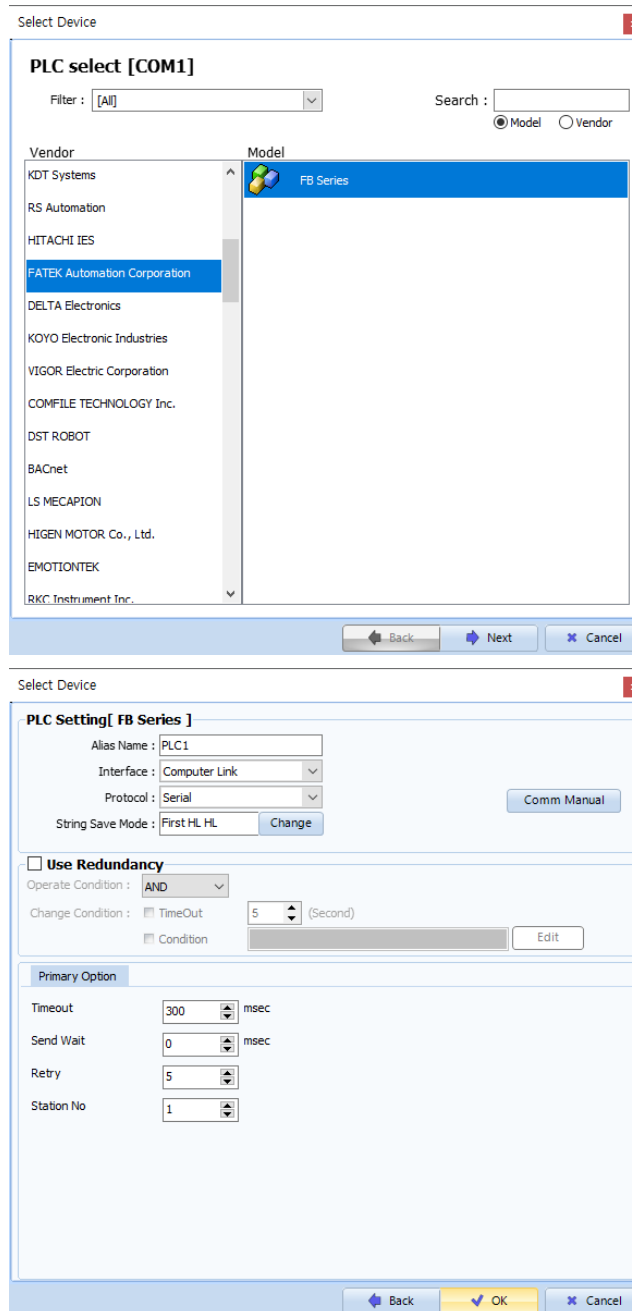 Select Device
PLC select [COM1]
Filter : [All]
Search :
Model Vendor
Vendor Model
KDT Systems
FB Series
RS Automation
HITACHI IES
FATEK Automation Corporation
DELTA Electronics
KOYO Electronic Industries
VIGOR Electric Corporation
COMFILE TECHNOLOGY Inc.
DST ROBOT
BACnet
LS MECAPION
HIGEN MOTOR Co., Ltd.
EMOTIONTEK
RKC Instrument Inc.
Back Next Cancel
Select Device
PLC Setting[ FB Series ]
Alias Name : PLC1
Interface : Computer Link
Protocol : Serial
Comm Manual
String Save Mode : First HL HL Change
Use Redundancy
Operate Condition : AND
Change Condition : TimeOut 5 (Second)
Condition Edit
Primary Option
Timeout 300 msec
Send Wait 0 msec
Retry 5
Station No 1
Back OK Cancel